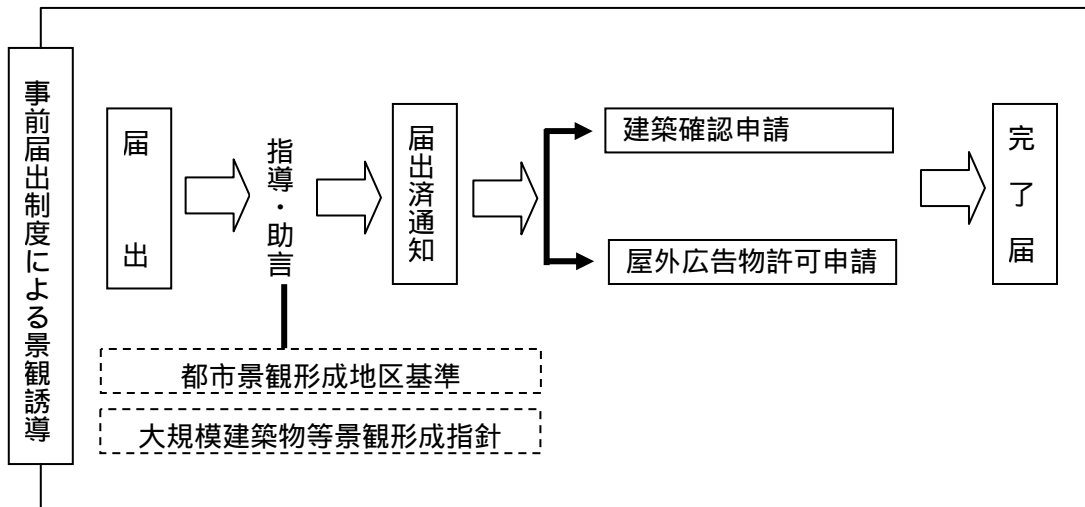 事前届出制度による景観誘導
届出
指導・助言
届出済通知
建築確認申請
屋外広告物許可申請
完了届
都市景観形成地区基準
大規模建築物等景観形成指針